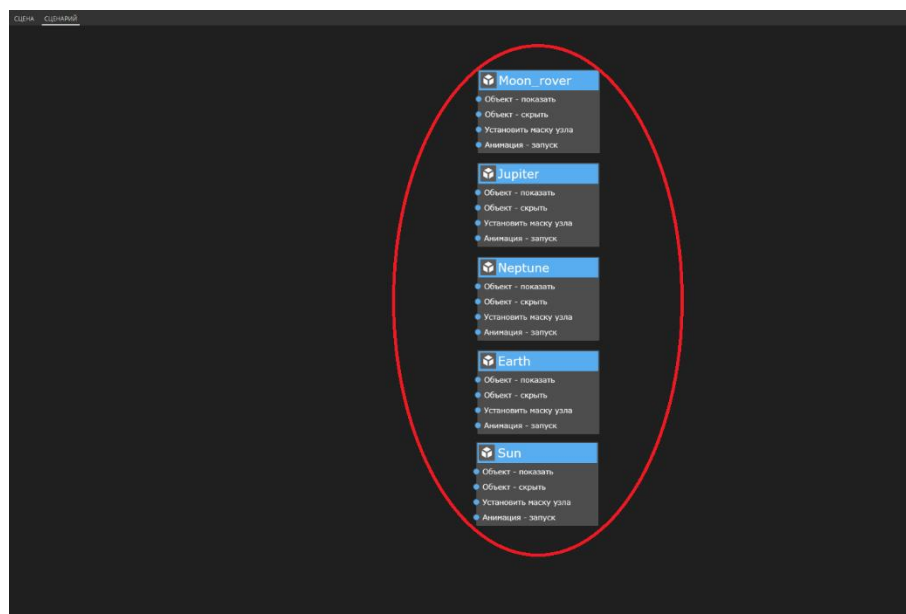 СЦЕНА СЦЕНАРИЙ
Moon_rover
Объект - показать
Объект - скрыть
Установить маску узла
Анимация - запуск
Jupiter
Объект - показать
Объект - скрыть
Установить маску узла
Анимация - запуск
Neptune
Объект - показать
Объект - скрыть
Установить маску узла
Анимация - запуск
Earth
Объект - показать
Объект - скрыть
Установить маску узла
Анимация - запуск
Sun
Объект - показать
Объект - скрыть
Установить маску узла
Анимация - запуск